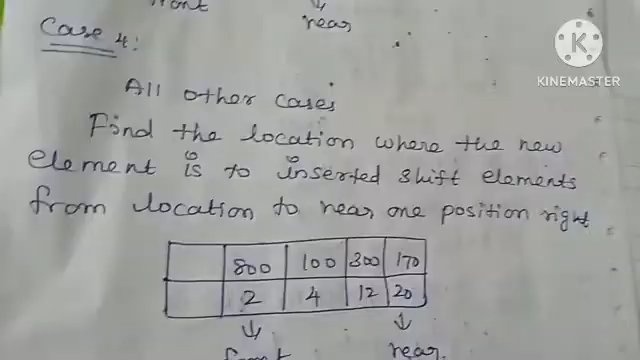 front
rear
Case 4:
K
KINEMASTER
All other cases
Find the location where the new
element is to inserted shift elements
from location to rear one position right
800 100 300 170
2 4 12 20
front rear